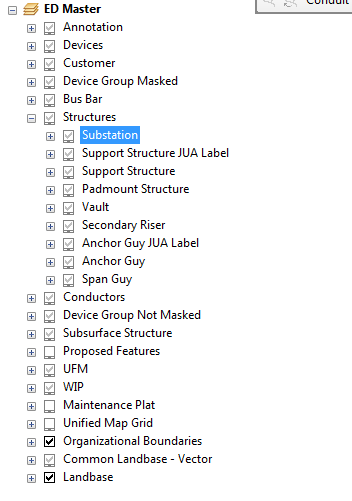 Conduit
ED Master
Annotation
Devices
Customer
Device Group Masked
Bus Bar
Structures
Substation
Support Structure JUA Label
Support Structure
Padmount Structure
Vault
Secondary Riser
Anchor Guy JUA Label
Anchor Guy
Span Guy
Conductors
Device Group Not Masked
Subsurface Structure
Proposed Features
UFM
WIP
Maintenance Plat
Unified Map Grid
Organizational Boundaries
Common Landbase - Vector
Landbase